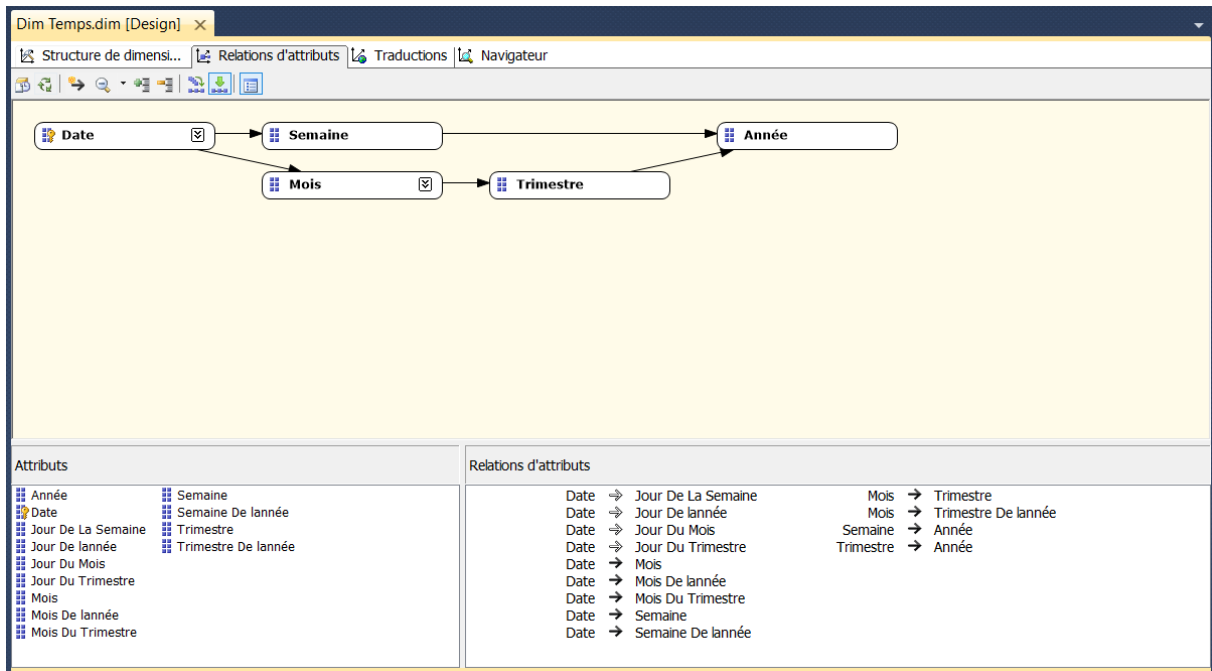 Dim Temps.dim [Design]
Structure de dimensi... Relations d'attributs Traductions Navigateur
Date Semaine Année
Mois Trimestre
Attributs
Année Semaine
Date Semaine De lannée
Jour De La Semaine Trimestre
Jour De lannée Trimestre De lannée
Jour Du Mois
Jour Du Trimestre
Mois
Mois De lannée
Mois Du Trimestre
Relations d'attributs
Date Jour De La Semaine Mois Trimestre
Date Jour De lannée Mois Trimestre De lannée
Date Jour Du Mois Semaine Année
Date Jour Du Trimestre Trimestre Année
Date Mois
Date Mois De lannée
Date Mois Du Trimestre
Date Semaine
Date Semaine De lannée